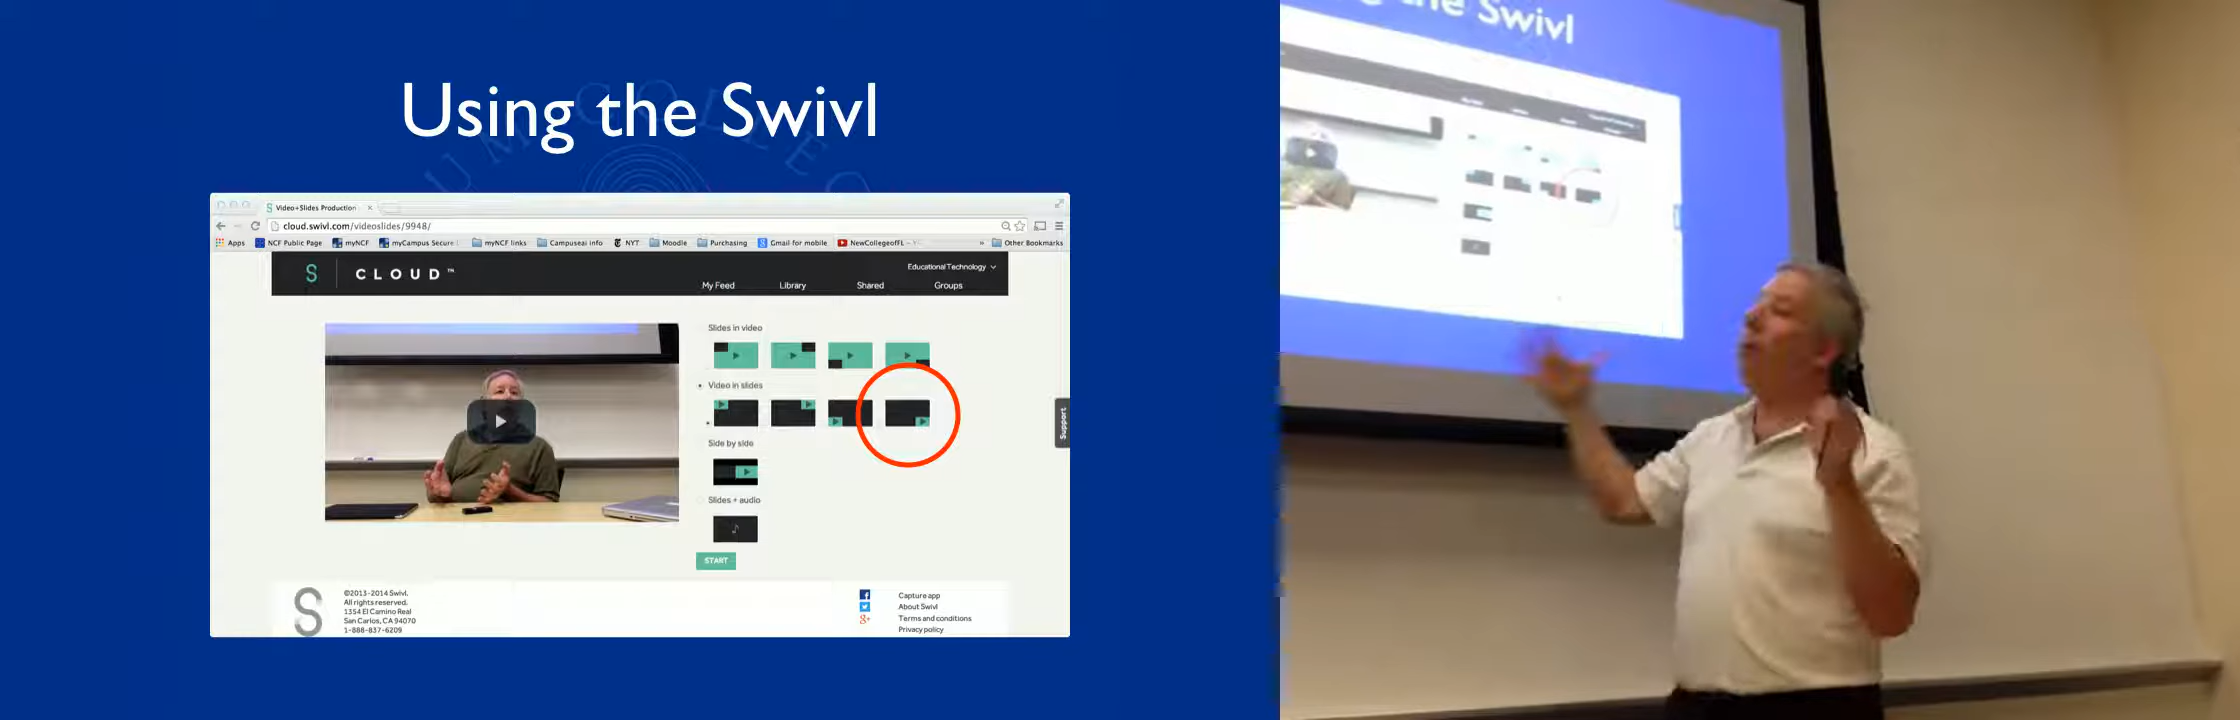 Using the Swivl
Video+Slides Production
cloud.swivl.com/videoslides/9948/
Apps NCF Public Page myNCF myCampus Secure myNCF links Campuseai info NYT Moodle Purchasing Gmail for mobile NewCollegeofFL » Other Bookmarks
S CLOUD™
Educational Technology
My Feed Library Shared Groups
Slides in video
Video in slides
Side by side
Slides + audio
START
Support
©2013-2014 Swivl.
All rights reserved.
1354 El Camino Real
San Carlos, CA 94070
1-888-837-6209
Capture app
About Swivl
Terms and conditions
Privacy policy
the Swivl